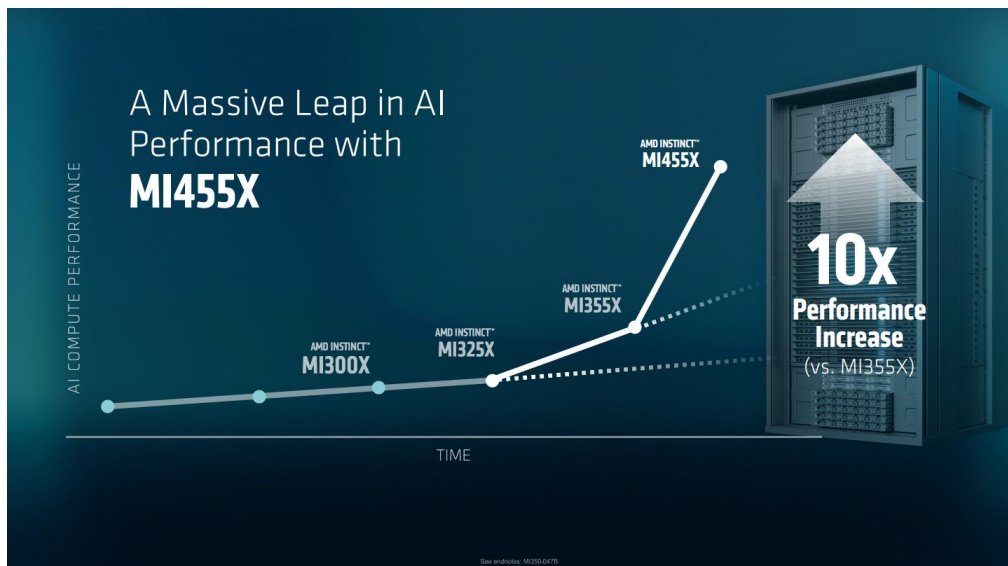 A Massive Leap in AI
Performance with
MI455X
AI COMPUTE PERFORMANCE
AMD INSTINCT™
MI300X
AMD INSTINCT™
MI325X
AMD INSTINCT™
MI355X
AMD INSTINCT™
MI455X
10x
Performance
Increase
(vs. MI355X)
TIME
See endnotes: MI350-047B